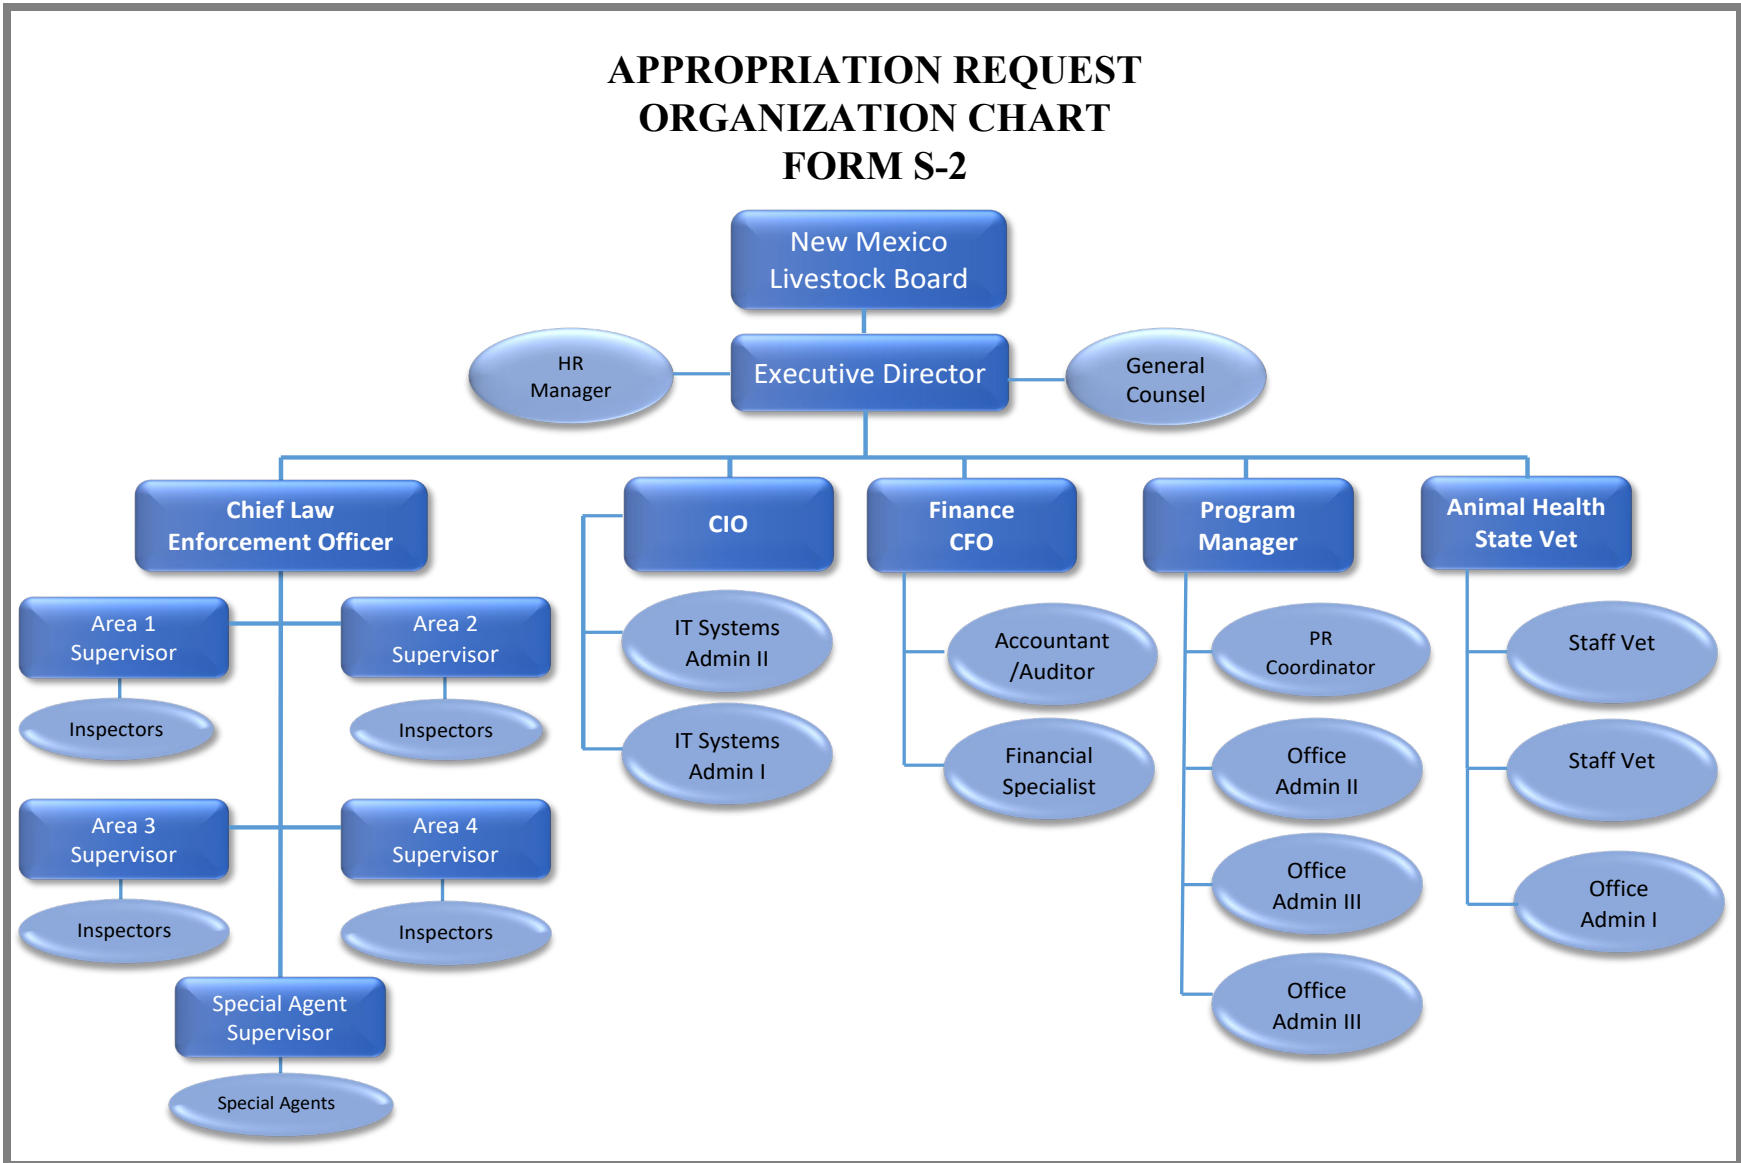 APPROPRIATION REQUEST
ORGANIZATION CHART
FORM S-2
New Mexico
Livestock Board
HR
Manager
Executive Director
General
Counsel
Chief Law
Enforcement Officer
CIO
Finance
CFO
Program
Manager
Animal Health
State Vet
Area 1
Supervisor
Area 2
Supervisor
Inspectors
Inspectors
Area 3
Supervisor
Area 4
Supervisor
Inspectors
Inspectors
Special Agent
Supervisor
Special Agents
IT Systems
Admin II
IT Systems
Admin I
Accountant
/Auditor
Financial
Specialist
PR
Coordinator
Office
Admin II
Office
Admin III
Office
Admin III
Staff Vet
Staff Vet
Office
Admin I